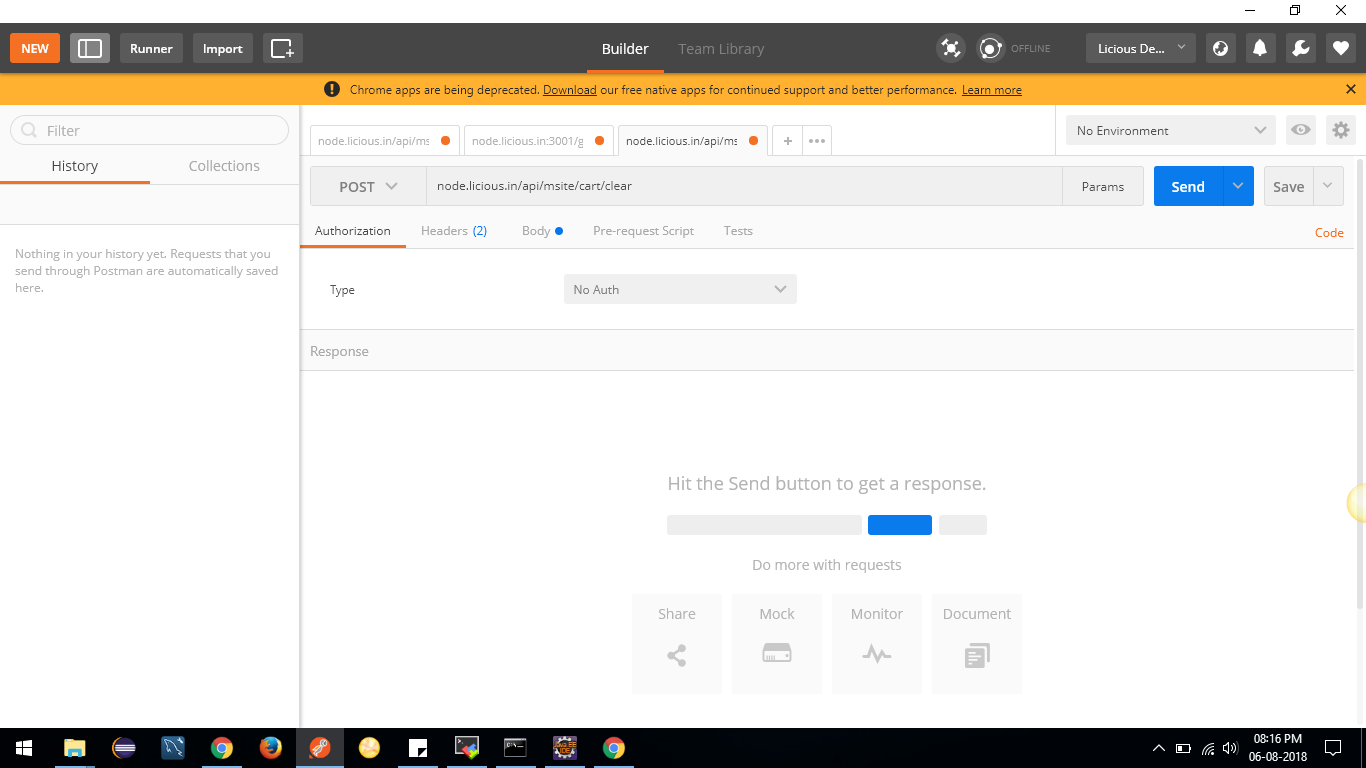 NEW Runner Import Builder Team Library OFFLINE Licious De...
Chrome apps are being deprecated. Download our free native apps for continued support and better performance. Learn more
Filter
History Collections
Nothing in your history yet. Requests that you
send through Postman are automatically saved
here.
node.licious.in/api/ms node.licious.in:3001/g node.licious.in/api/ms + ••• No Environment
POST node.licious.in/api/msite/cart/clear Params Send Save
Authorization Headers (2) Body Pre-request Script Tests Code
Type No Auth
Response
Hit the Send button to get a response.
Do more with requests
Share Mock Monitor Document
08:16 PM
06-08-2018